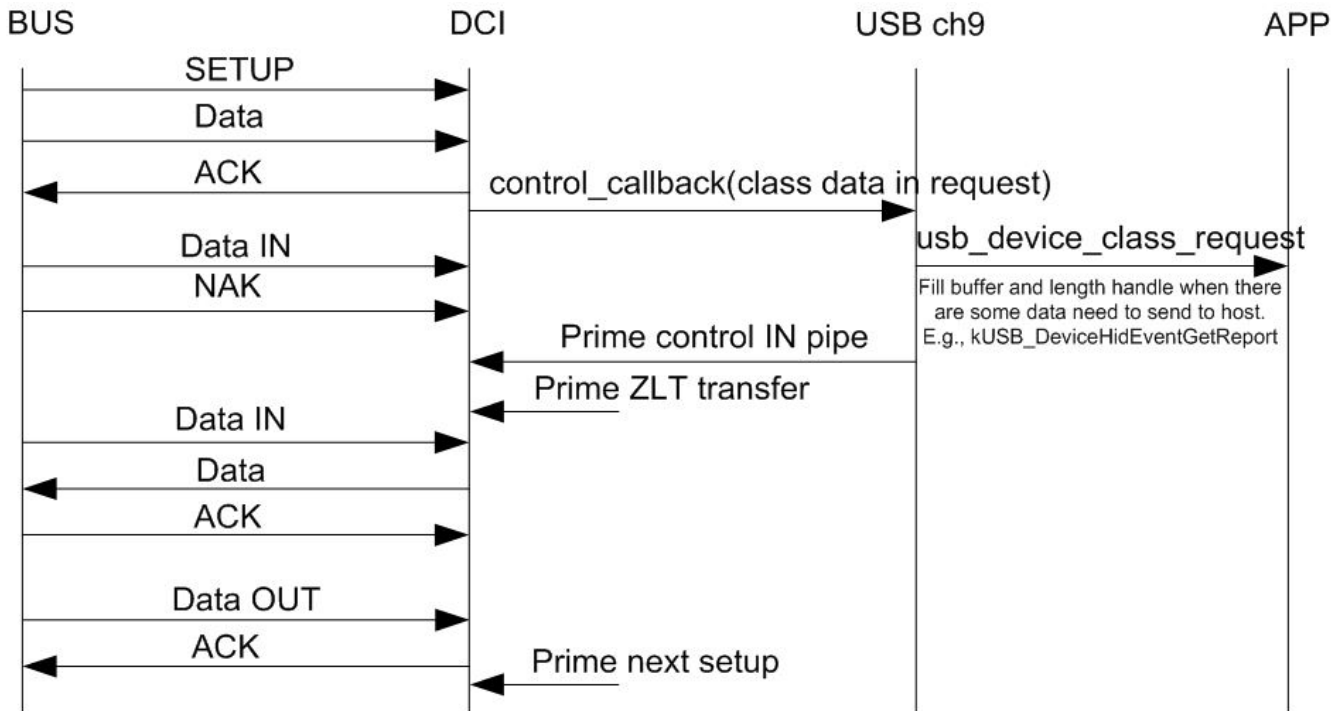 BUS DCI USB ch9 APP
SETUP
Data
ACK
control_callback(class data in request)
usb_device_class_request
Data IN
NAK
Fill buffer and length handle when there
are some data need to send to host.
E.g., kUSB_DeviceHidEventGetReport
Prime control IN pipe
Prime ZLT transfer
Data IN
Data
ACK
Data OUT
ACK
Prime next setup